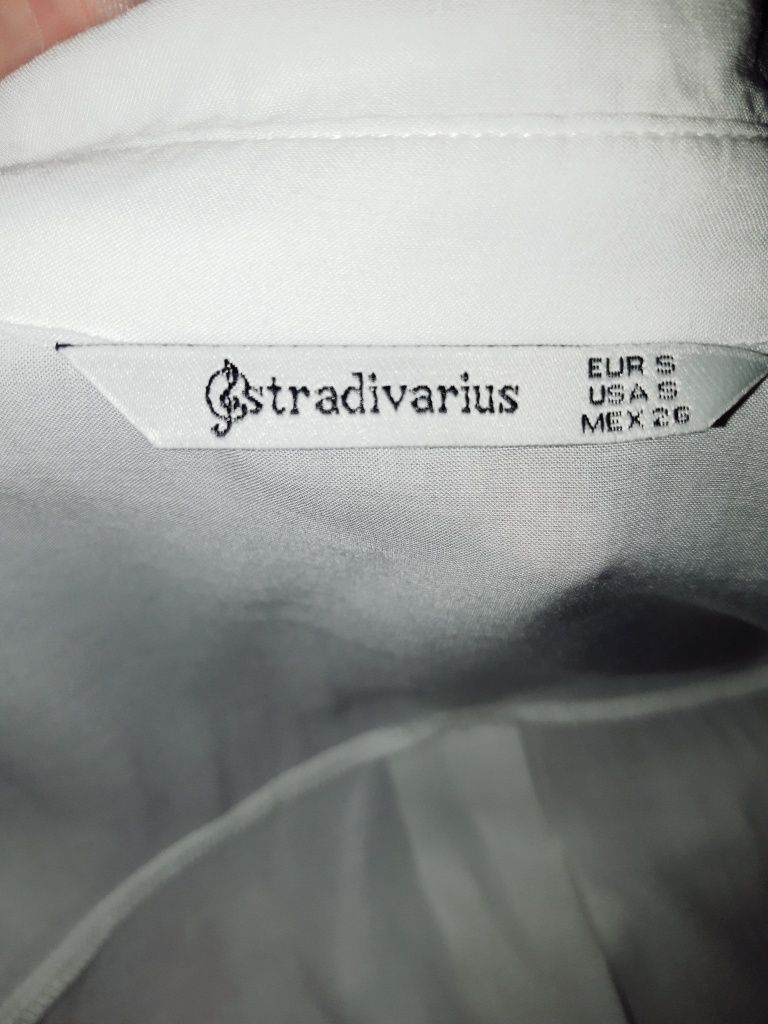 stradivarius
EUR S
USA S
MEX 26